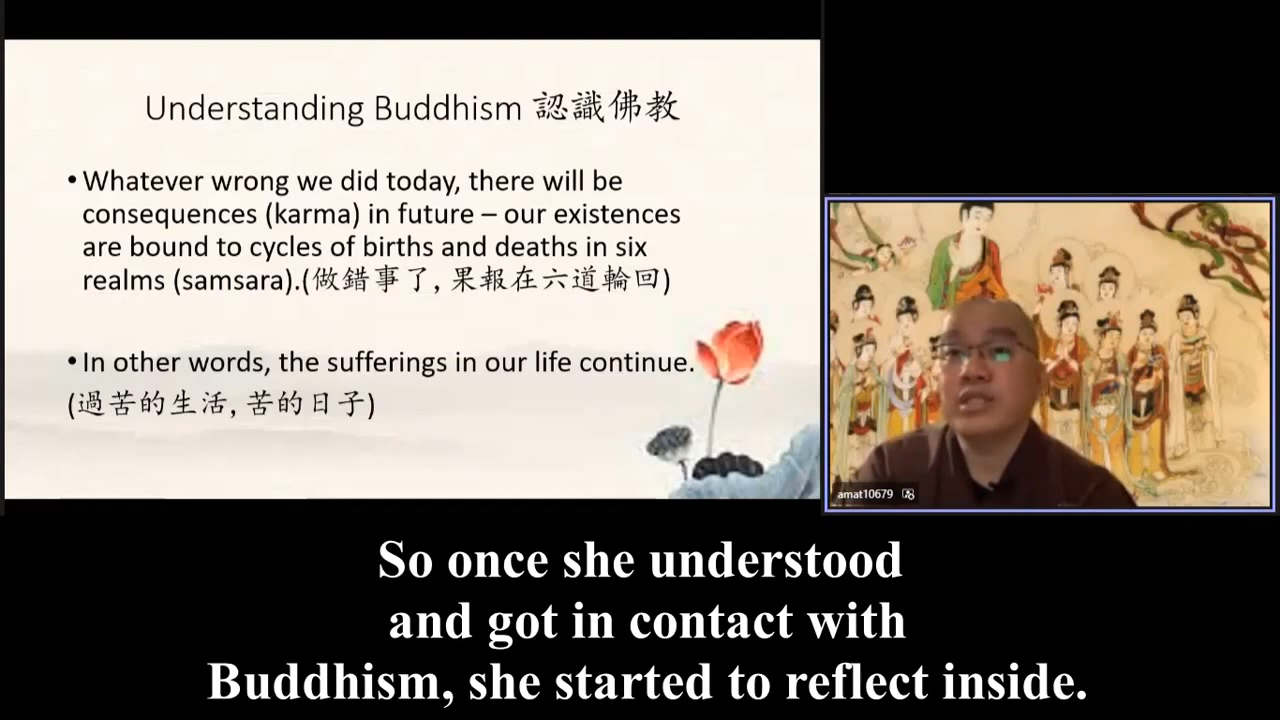 Understanding Buddhism 認識佛教
• Whatever wrong we did today, there will be
consequences (karma) in future – our existences
are bound to cycles of births and deaths in six
realms (samsara).(做錯事了, 果報在六道輪回)
• In other words, the sufferings in our life continue.
(過苦的生活, 苦的日子)
amat10679
So once she understood
and got in contact with
Buddhism, she started to reflect inside.